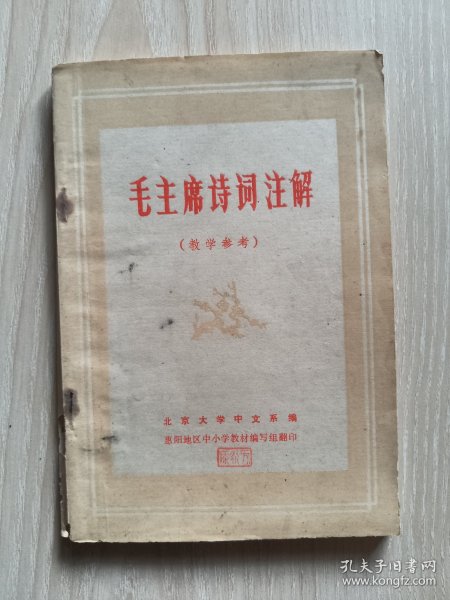 毛主席诗词注解
（教学参考）
北京大学中文系编
惠阳地区中小学教材编写组翻印
孔夫子旧书网
www.kongfz.com